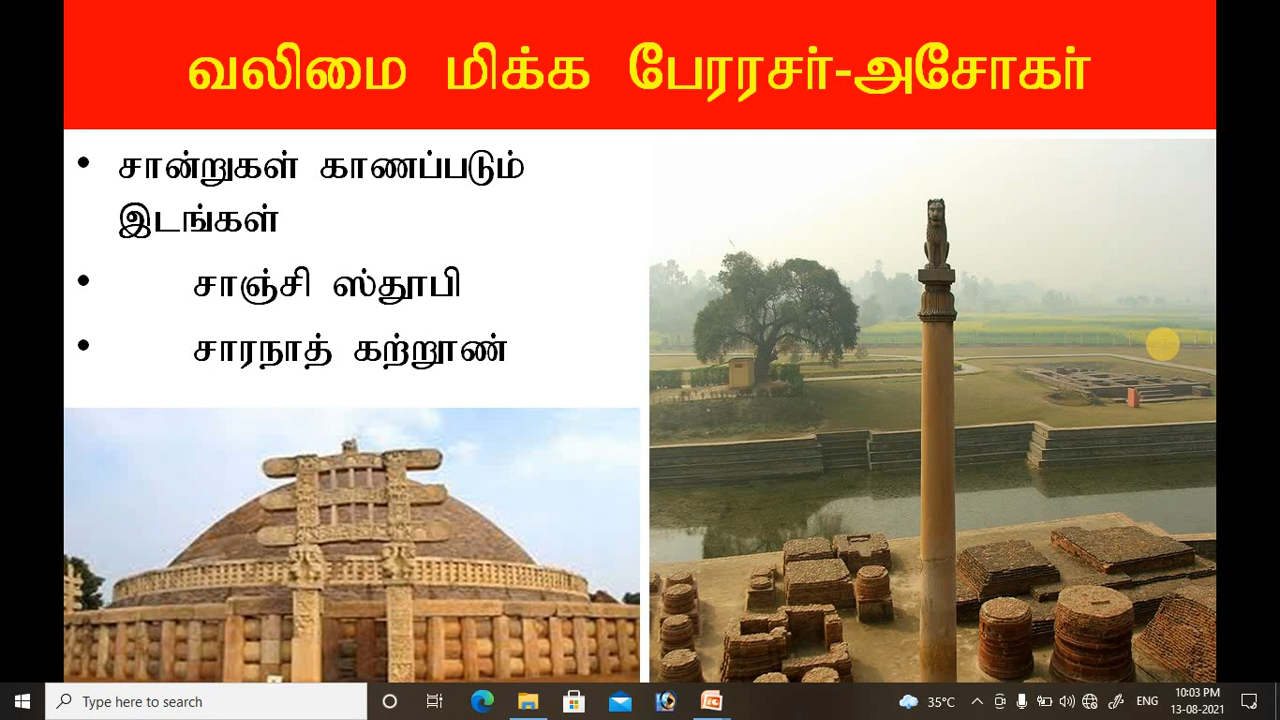 வலிமை மிக்க பேரரசர்-அசோகர்
• சான்றுகள் காணப்படும்
இடங்கள்
• சாஞ்சி ஸ்தூபி
• சாரநாத் கற்றூண்
Type here to search
35°C
ENG
10:03 PM
13-08-2021